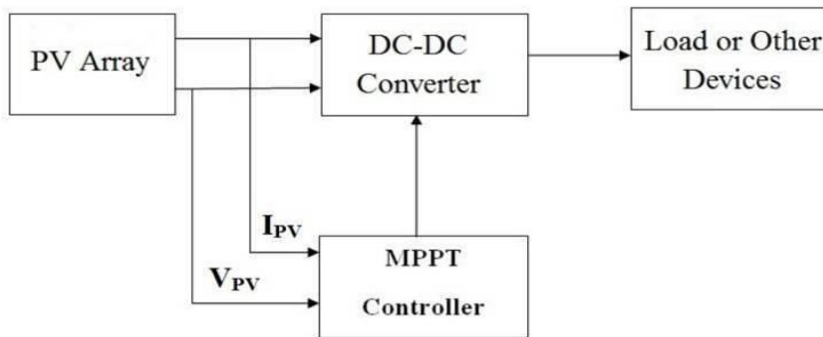 PV Array
DC-DC
Converter
Load or Other
Devices
IPV
VPV
MPPT
Controller